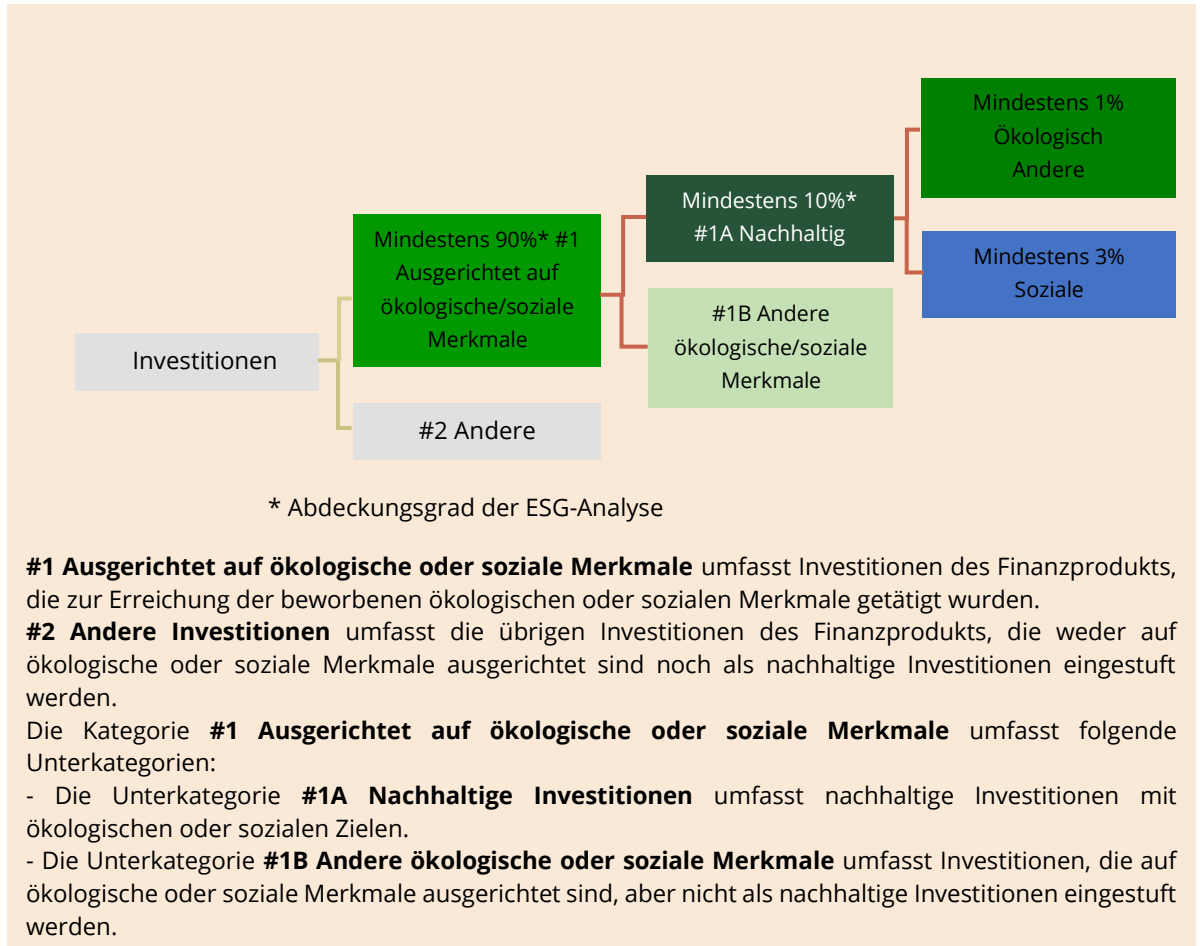 Mindestens 1%
Ökologisch
Andere
Mindestens 10%*
#1A Nachhaltig
Mindestens 90%* #1
Ausgerichtet auf
ökologische/soziale
Merkmale
Mindestens 3%
Soziale
#1B Andere
ökologische/soziale
Merkmale
Investitionen
#2 Andere
* Abdeckungsgrad der ESG-Analyse
#1 Ausgerichtet auf ökologische oder soziale Merkmale umfasst Investitionen des Finanzprodukts,
die zur Erreichung der beworbenen ökologischen oder sozialen Merkmale getätigt wurden.
#2 Andere Investitionen umfasst die übrigen Investitionen des Finanzprodukts, die weder auf
ökologische oder soziale Merkmale ausgerichtet sind noch als nachhaltige Investitionen eingestuft
werden.
Die Kategorie #1 Ausgerichtet auf ökologische oder soziale Merkmale umfasst folgende
Unterkategorien:
- Die Unterkategorie #1A Nachhaltige Investitionen umfasst nachhaltige Investitionen mit
ökologischen oder sozialen Zielen.
- Die Unterkategorie #1B Andere ökologische oder soziale Merkmale umfasst Investitionen, die auf
ökologische oder soziale Merkmale ausgerichtet sind, aber nicht als nachhaltige Investitionen eingestuft
werden.